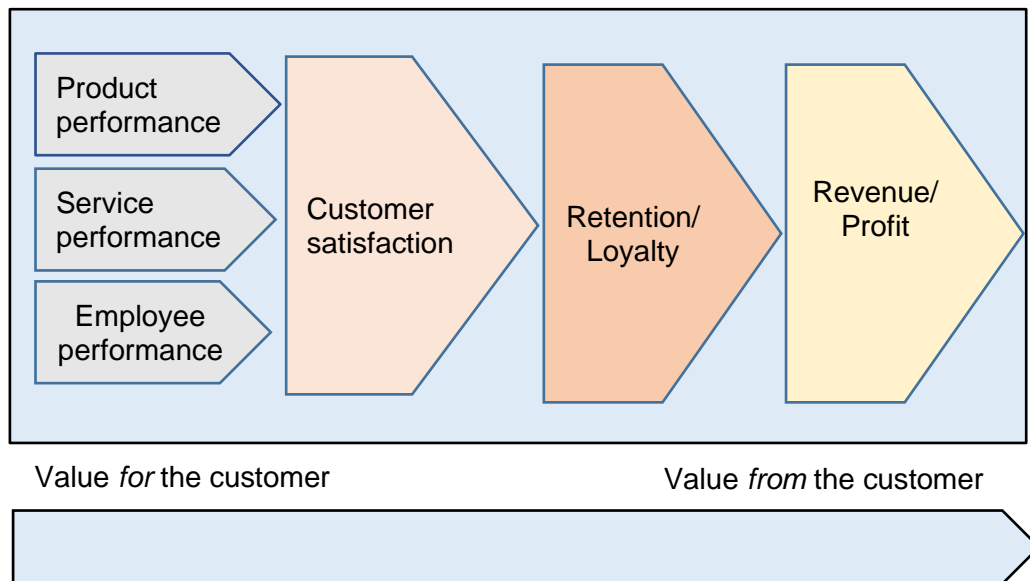 Product
performance
Service
performance
Employee
performance
Customer
satisfaction
Retention/
Loyalty
Revenue/
Profit
Value for the customer
Value from the customer